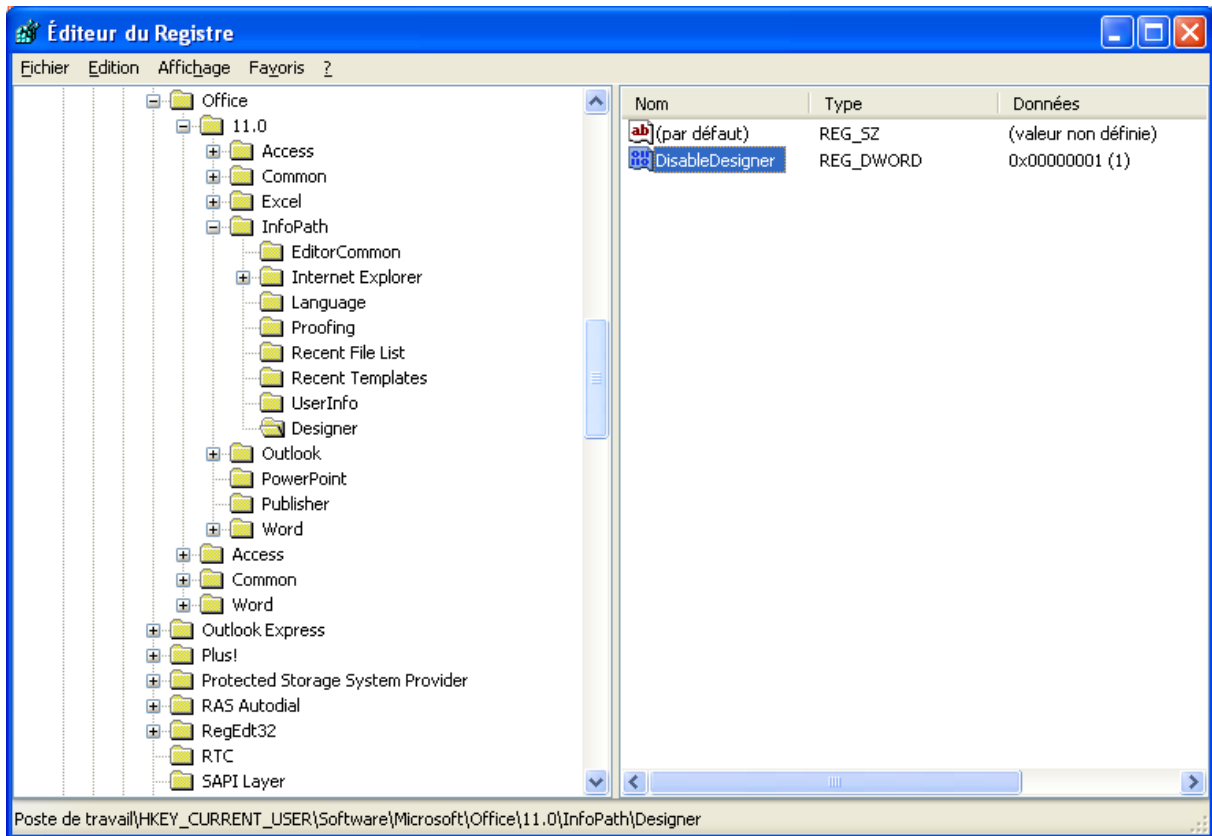 Éditeur du Registre
Fichier Edition Affichage Favoris ?
Office
11.0
Access
Common
Excel
InfoPath
EditorCommon
Internet Explorer
Language
Proofing
Recent File List
Recent Templates
UserInfo
Designer
Outlook
PowerPoint
Publisher
Word
Access
Common
Word
Outlook Express
Plus!
Protected Storage System Provider
RAS Autodial
RegEdt32
RTC
SAPI Layer
Nom Type Données
(par défaut) REG_SZ (valeur non définie)
DisableDesigner REG_DWORD 0x00000001 (1)
Poste de travail\HKEY_CURRENT_USER\Software\Microsoft\Office\11.0\InfoPath\Designer